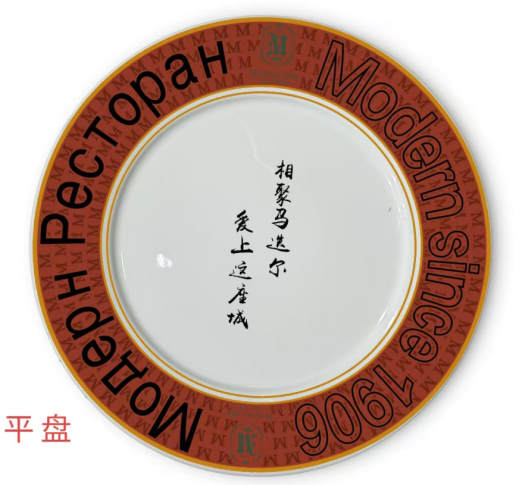 Модерн Ресторан
Modern since 1906
M
相聚马迭尔
爱上这座城
M
平盘